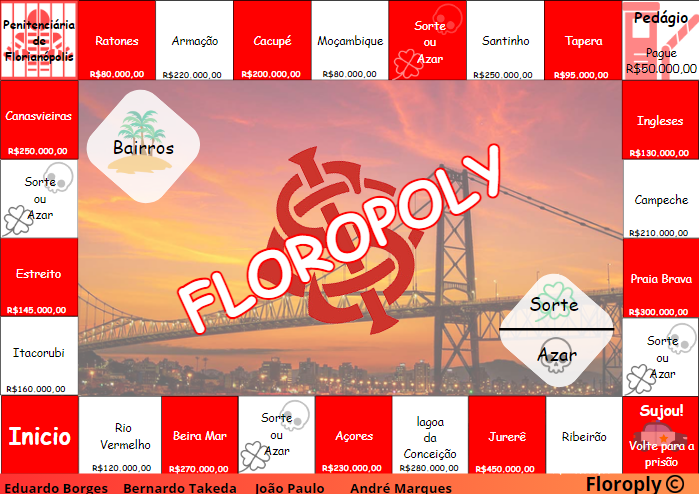 Penitenciária
de
Florianópolis
Ratones
R$80.000,00
Armação
R$220.000,00
Cacupé
R$200.000,00
Moçambique
R$80.000,00
Sorte
ou
Azar
Santinho
R$250.000,00
Tapera
R$95.000,00
Pedágio
Pague
R$50.000,00
Canasvieiras
R$250.000,00
Bairros
Ingleses
R$130.000,00
Sorte
ou
Azar
FLOROPOLY
Campeche
R$210.000,00
Estreito
R$145.000,00
Praia Brava
R$300.000,00
Sorte
Azar
Itacorubi
R$160.000,00
Sorte
ou
Azar
Inicio
Rio
Vermelho
R$120.000,00
Beira Mar
R$270.000,00
Sorte
ou
Azar
Açores
R$230.000,00
lagoa
da
Conceição
R$280.000,00
Jurerê
R$450.000,00
Ribeirão
Sujou!
Volte para a
prisão
Eduardo Borges Bernardo Takeda João Paulo André Marques
Floroply ©